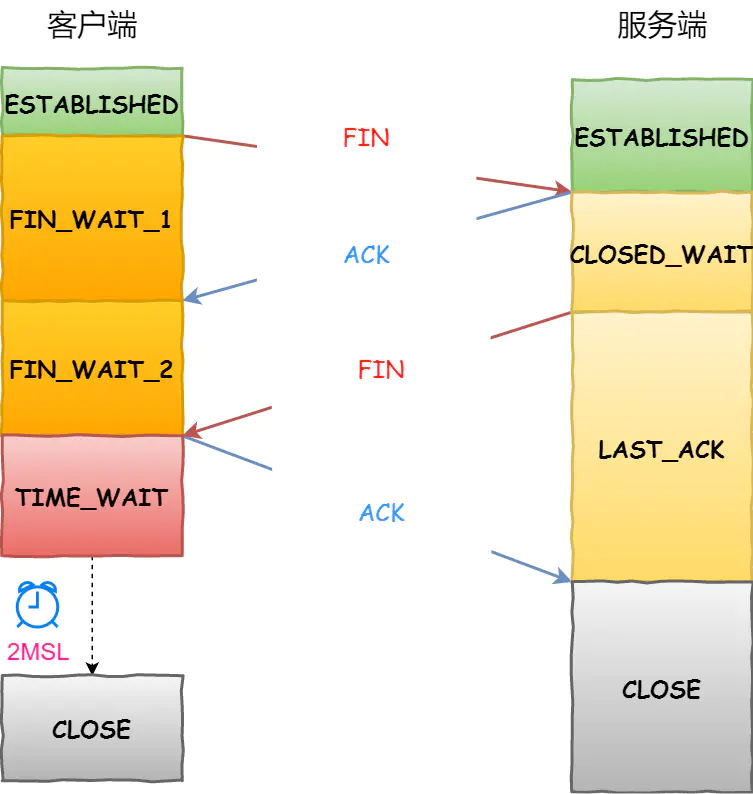 客户端
服务端
ESTABLISHED
FIN
ESTABLISHED
FIN_WAIT_1
ACK
CLOSED_WAIT
FIN_WAIT_2
FIN
LAST_ACK
TIME_WAIT
ACK
2MSL
CLOSE
CLOSE